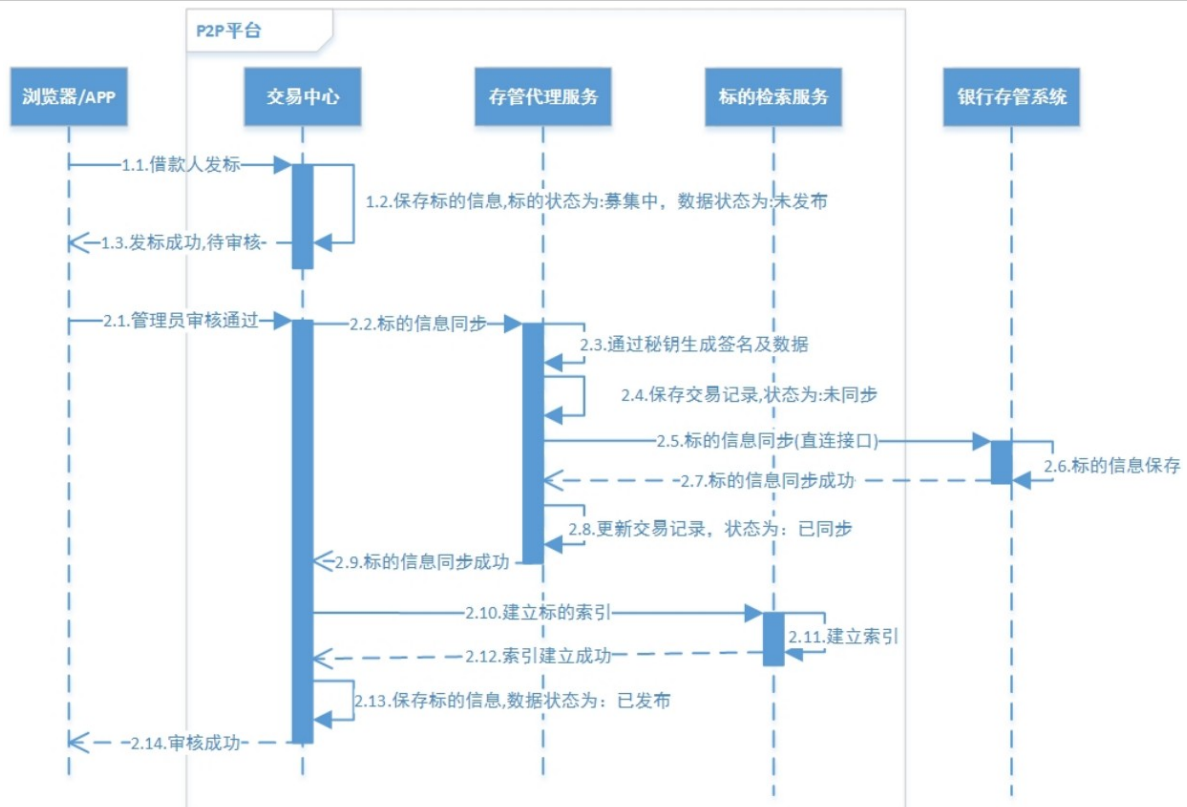 P2P平台
浏览器/APP
交易中心
存管代理服务
标的检索服务
银行存管系统
1.1.借款人发标
1.2.保存标的信息,标的状态为:募集中，数据状态为:未发布
1.3.发标成功,待审核
2.1.管理员审核通过
2.2.标的信息同步
2.3.通过秘钥生成签名及数据
2.4.保存交易记录,状态为:未同步
2.5.标的信息同步(直连接口)
2.6.标的信息保存
2.7.标的信息同步成功
2.8.更新交易记录，状态为：已同步
2.9.标的信息同步成功
2.10.建立标的索引
2.11.建立索引
2.12.索引建立成功
2.13.保存标的信息,数据状态为：已发布
2.14.审核成功